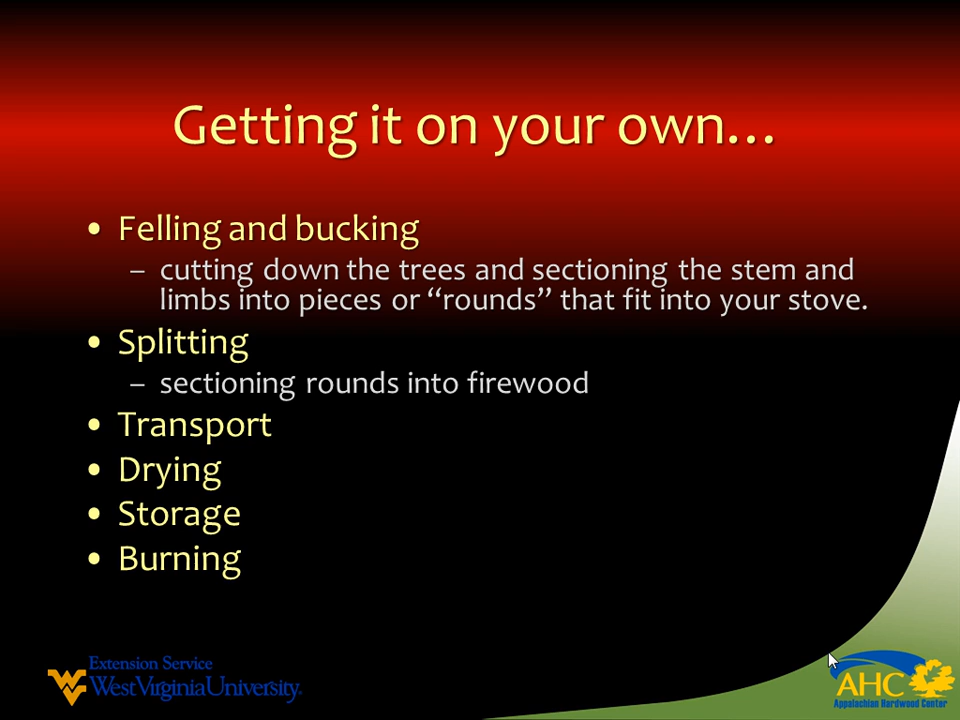 Getting it on your own…
• Felling and bucking
– cutting down the trees and sectioning the stem and
limbs into pieces or “rounds” that fit into your stove.
• Splitting
– sectioning rounds into firewood
• Transport
• Drying
• Storage
• Burning
Extension Service
West Virginia University.
AHC
Appalachian Hardwood Center